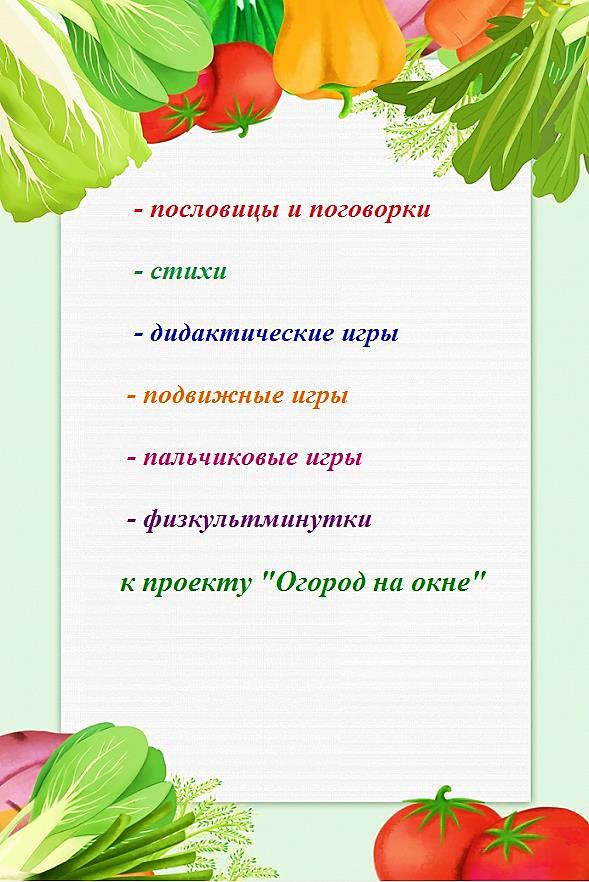 - пословицы и поговорки
- стихи
- дидактические игры
- подвижные игры
- пальчиковые игры
- физкультминутки
к проекту "Огород на окне"